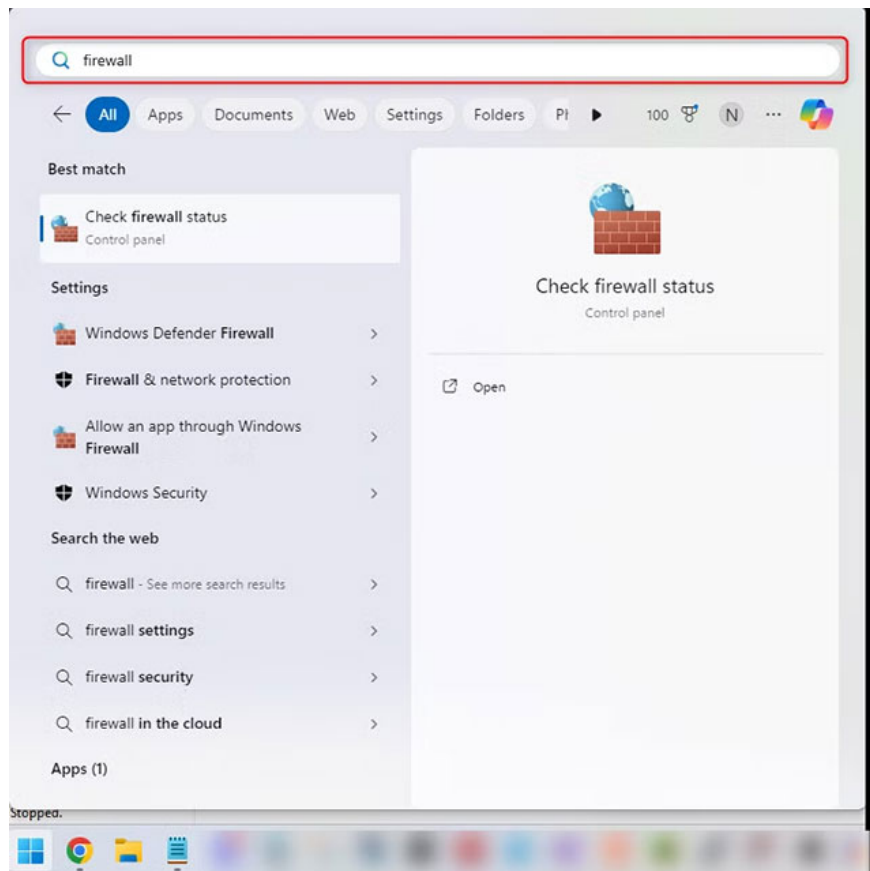 firewall
All Apps Documents Web Settings Folders Ph 100 N ...
Best match
Check firewall status
Control panel
Check firewall status
Control panel
Open
Settings
Windows Defender Firewall
Firewall & network protection
Allow an app through Windows
Firewall
Windows Security
Search the web
firewall - See more search results
firewall settings
firewall security
firewall in the cloud
Apps (1)
Stopped.